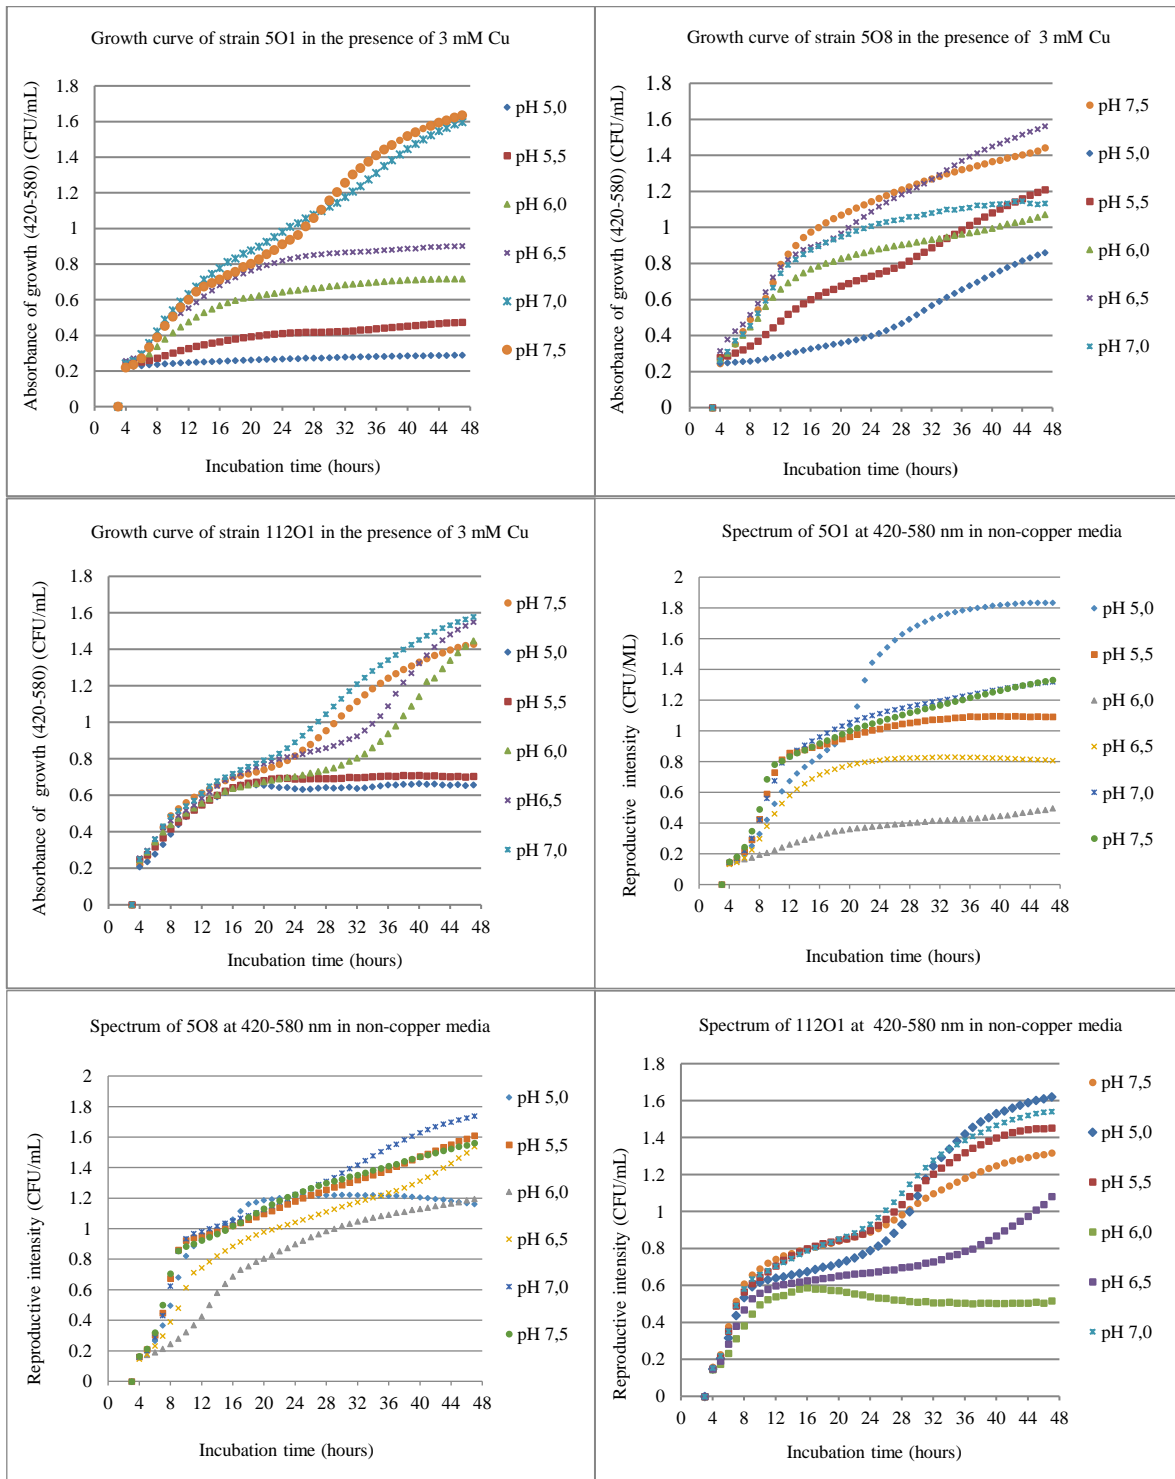 Growth curve of strain 5O1 in the presence of 3 mM Cu
Absorbance of growth (420-580) (CFU/mL)
1.8
1.6
1.4
1.2
1
0.8
0.6
0.4
0.2
0
0 4 8 12 16 20 24 28 32 36 40 44 48
Incubation time (hours)
pH 5,0
pH 5,5
pH 6,0
pH 6,5
pH 7,0
pH 7,5
Growth curve of strain 5O8 in the presence of 3 mM Cu
Absorbance of growth (420-580) (CFU/mL)
1.8
1.6
1.4
1.2
1
0.8
0.6
0.4
0.2
0
0 4 8 12 16 20 24 28 32 36 40 44 48
Incubation time (hours)
pH 7,5
pH 5,0
pH 5,5
pH 6,0
pH 6,5
pH 7,0
Growth curve of strain 112O1 in the presence of 3 mM Cu
Absorbance of growth (420-580) (CFU/mL)
1.8
1.6
1.4
1.2
1
0.8
0.6
0.4
0.2
0
0 4 8 12 16 20 24 28 32 36 40 44 48
Incubation time (hours)
pH 7,5
pH 5,0
pH 5,5
pH 6,0
pH6,5
pH 7,0
Spectrum of 5O1 at 420-580 nm in non-copper media
Reproductive intensity (CFU/ML)
2
1.8
1.6
1.4
1.2
1
0.8
0.6
0.4
0.2
0
0 4 8 12 16 20 24 28 32 36 40 44 48
Incubation time (hours)
pH 5,0
pH 5,5
pH 6,0
pH 6,5
pH 7,0
pH 7,5
Spectrum of 5O8 at 420-580 nm in non-copper media
Reproductive intensity (CFU/mL)
2
1.8
1.6
1.4
1.2
1
0.8
0.6
0.4
0.2
0
0 4 8 12 16 20 24 28 32 36 40 44 48
Incubation time (hours)
pH 5,0
pH 5,5
pH 6,0
pH 6,5
pH 7,0
pH 7,5
Spectrum of 112O1 at 420-580 nm in non-copper media
Reproductive intensity (CFU/mL)
1.8
1.6
1.4
1.2
1
0.8
0.6
0.4
0.2
0
0 4 8 12 16 20 24 28 32 36 40 44 48
Incubation time (hours)
pH 7,5
pH 5,0
pH 5,5
pH 6,0
pH 6,5
pH 7,0